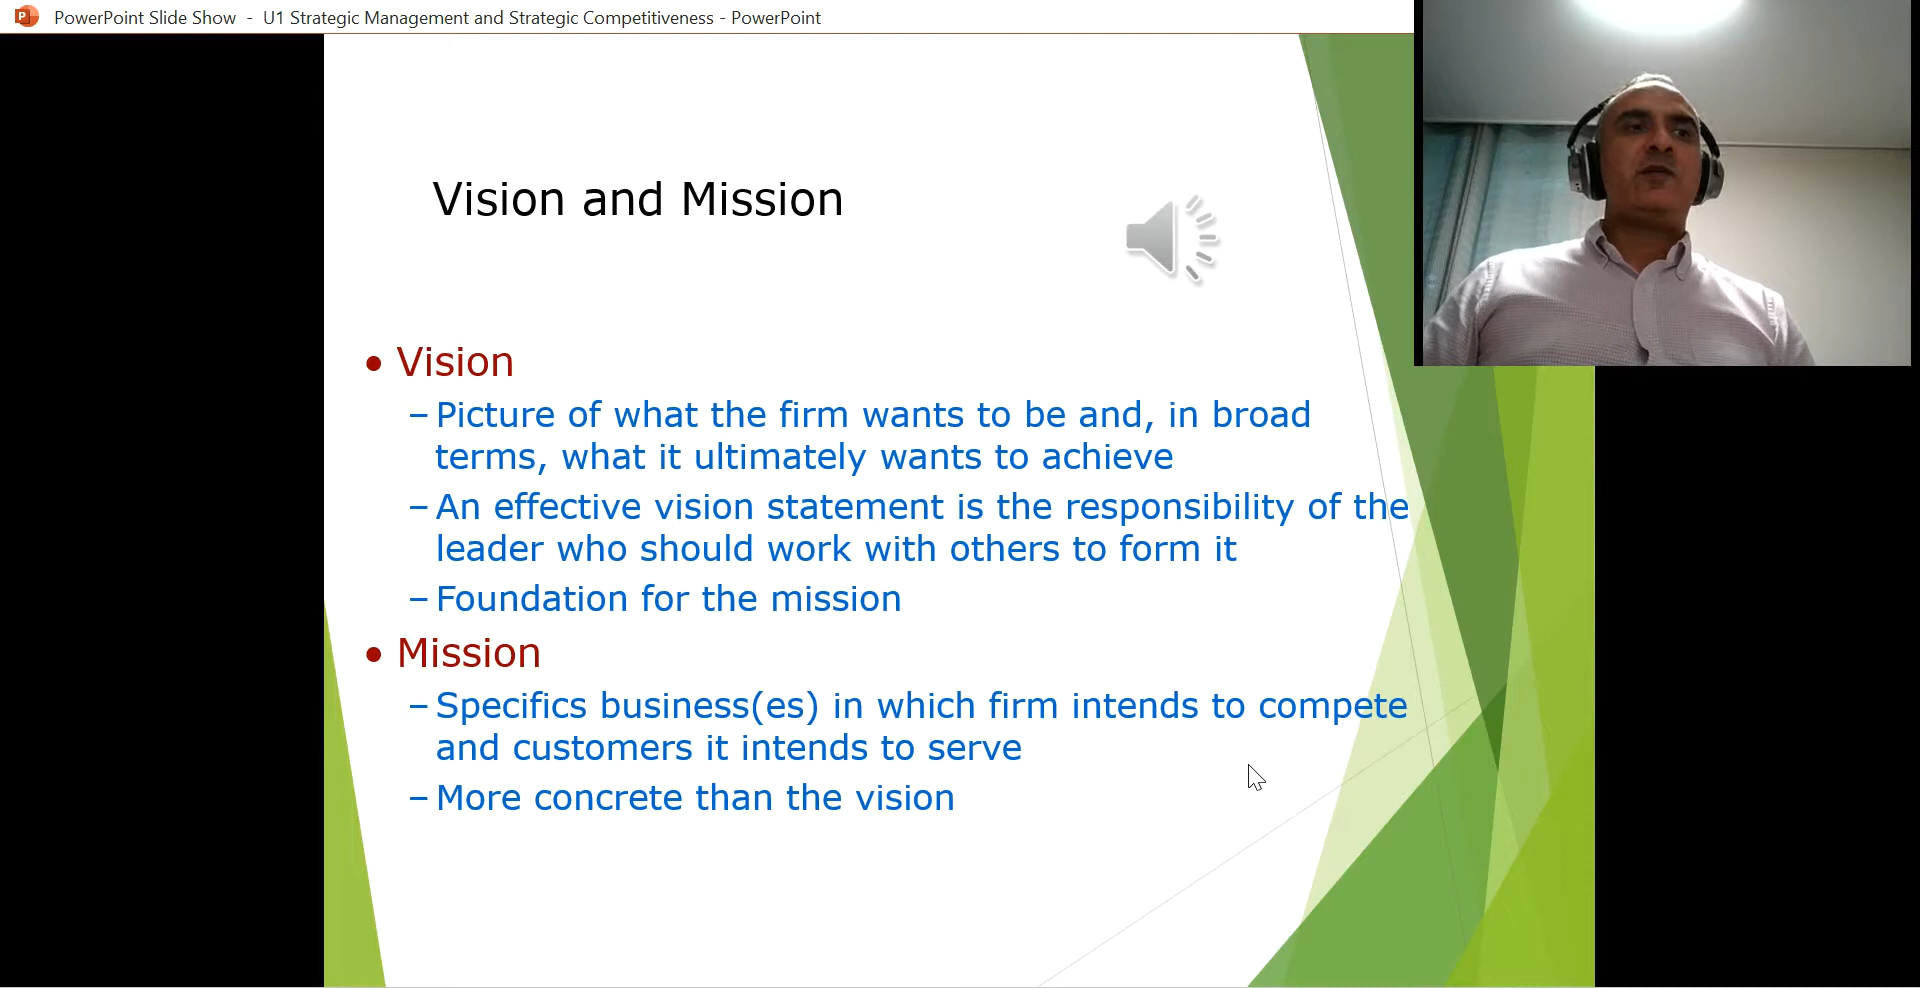 PowerPoint Slide Show - U1 Strategic Management and Strategic Competitiveness - PowerPoint
Vision and Mission
• Vision
– Picture of what the firm wants to be and, in broad
terms, what it ultimately wants to achieve
– An effective vision statement is the responsibility of the
leader who should work with others to form it
– Foundation for the mission
• Mission
– Specifics business(es) in which firm intends to compete
and customers it intends to serve
– More concrete than the vision